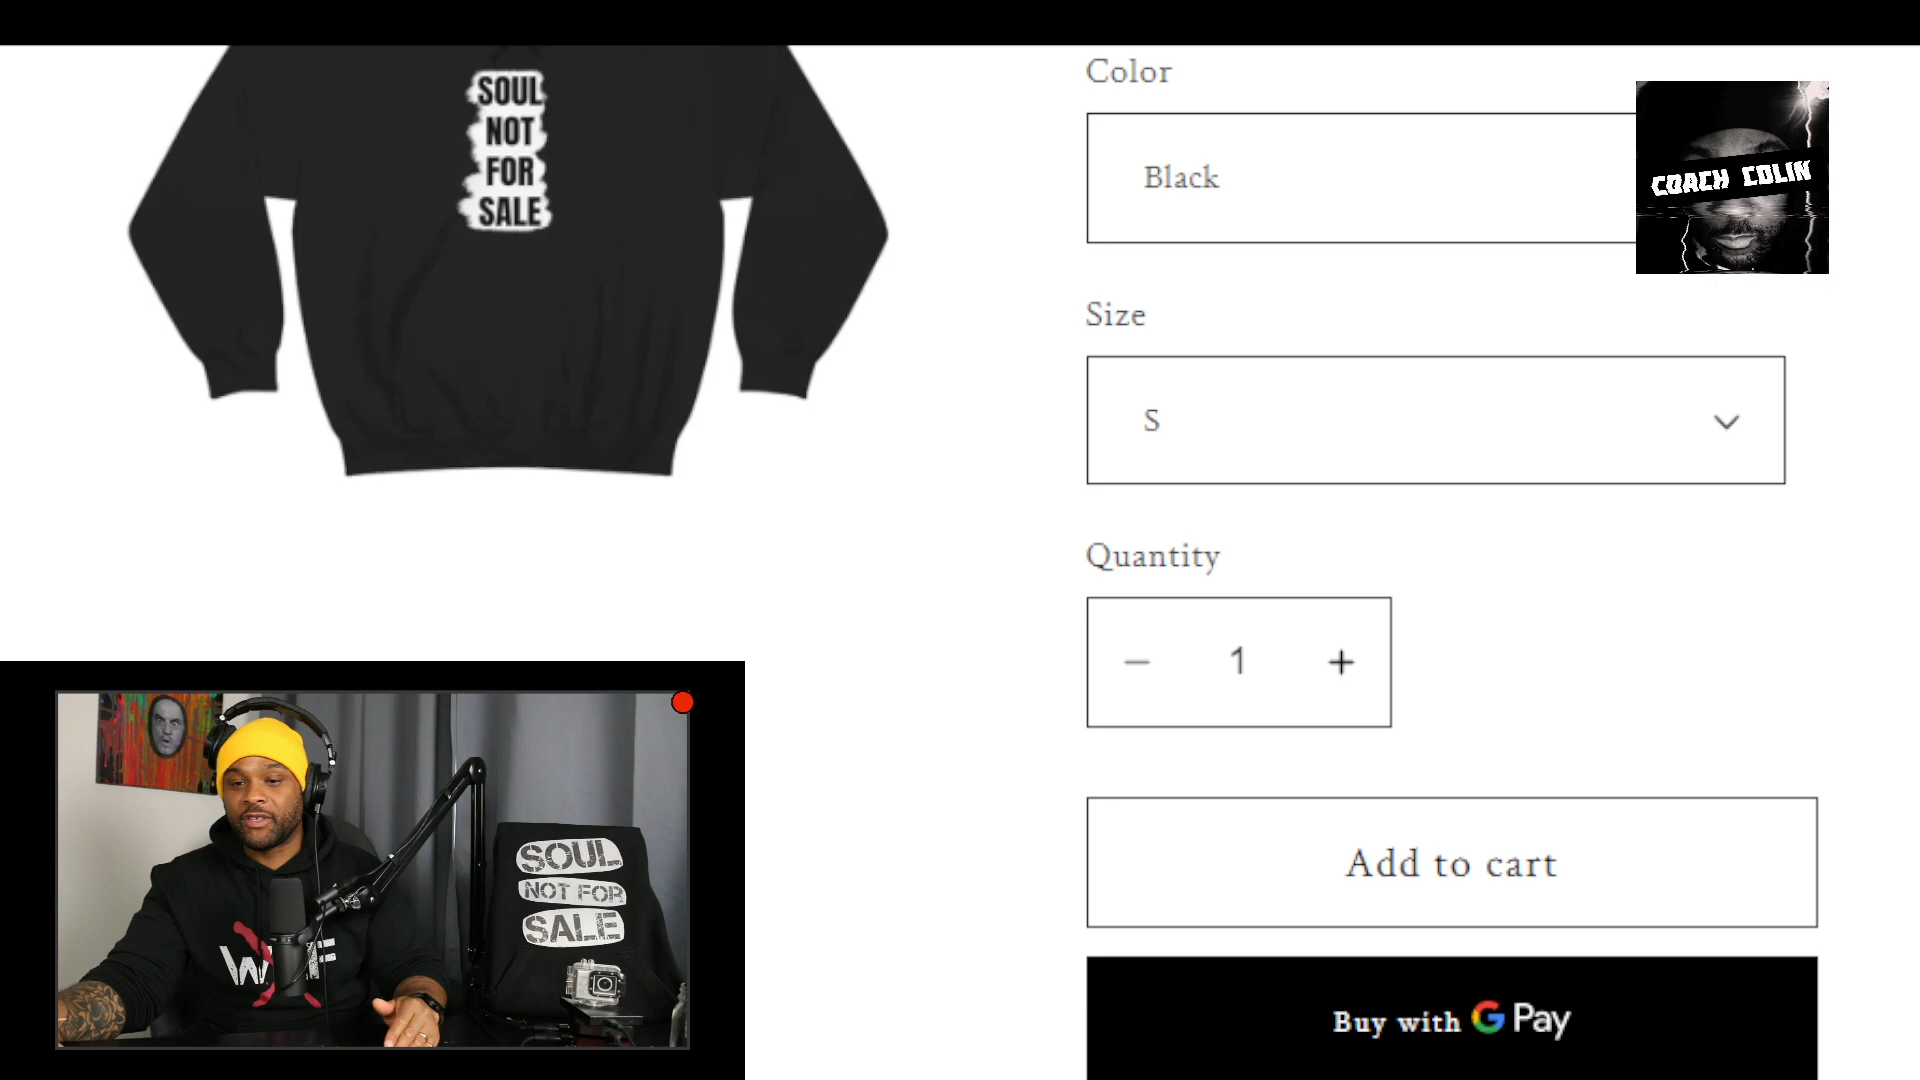 SOUL
NOT
FOR
SALE
Color
Black
COACH COLIN
Size
S
Quantity
1
Add to cart
Buy with G Pay
SOUL
NOT FOR
SALE